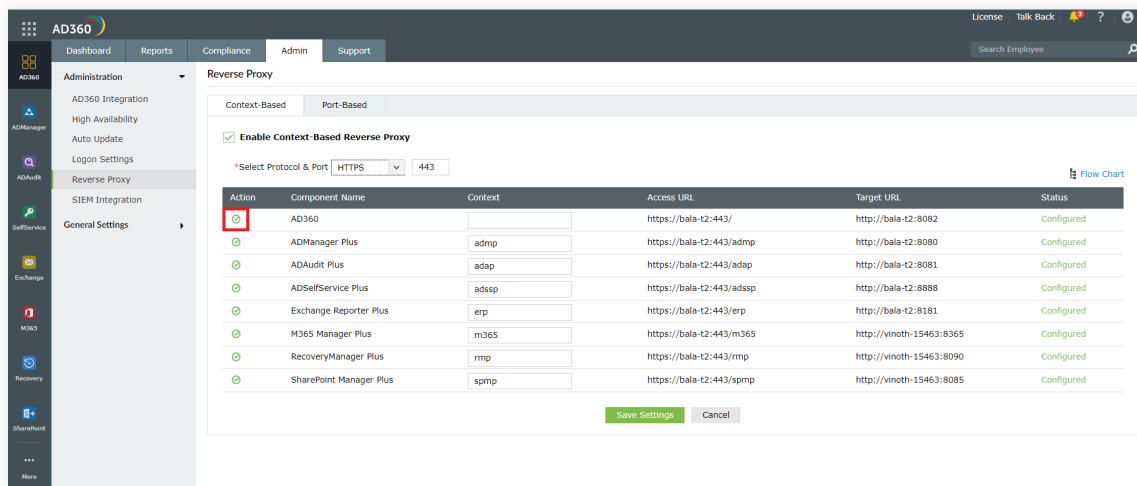 License Talk Back 3 ?
AD360
Dashboard Reports Compliance Admin Support Search Employee
AD360
ADManager
ADAudit
SelfService
Exchange
M365
Recovery
SharePoint
More
Administration
AD360 Integration
High Availability
Auto Update
Logon Settings
Reverse Proxy
SIEM Integration
General Settings
Reverse Proxy
Context-Based Port-Based
Enable Context-Based Reverse Proxy
*Select Protocol & Port HTTPS 443
Flow Chart
Action Component Name Context Access URL Target URL Status
AD360 https://bala-t2:443/ http://bala-t2:8082 Configured
ADManager Plus admp https://bala-t2:443/admp http://bala-t2:8080 Configured
ADAudit Plus adap https://bala-t2:443/adap http://bala-t2:8081 Configured
ADSelfService Plus adssp https://bala-t2:443/adssp http://bala-t2:8888 Configured
Exchange Reporter Plus erp https://bala-t2:443/erp http://bala-t2:8181 Configured
M365 Manager Plus m365 https://bala-t2:443/m365 http://vinoth-15463:8365 Configured
RecoveryManager Plus rmp https://bala-t2:443/rmp http://vinoth-15463:8090 Configured
SharePoint Manager Plus spmp https://bala-t2:443/spmp http://vinoth-15463:8085 Configured
Save Settings Cancel